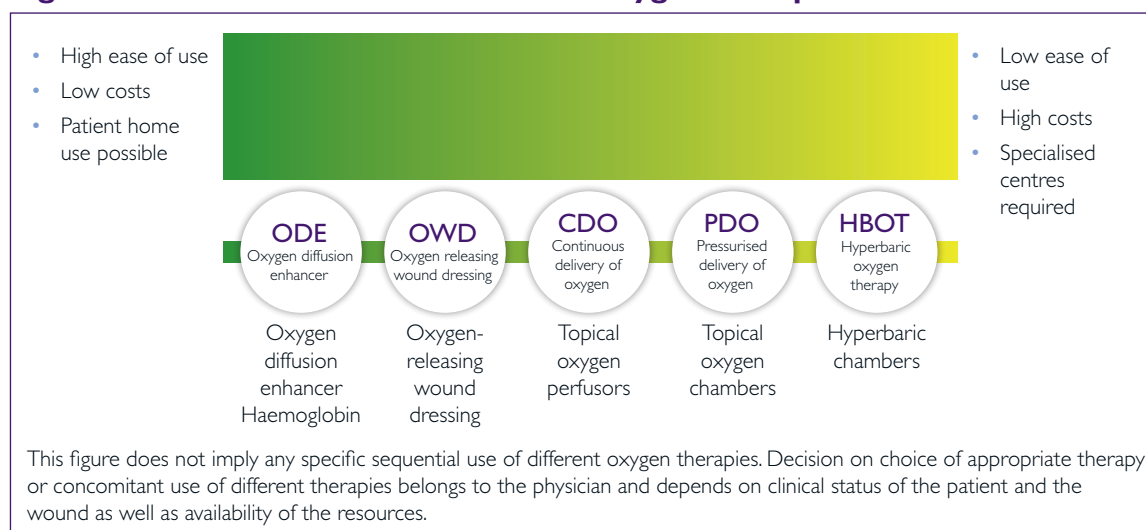 • High ease of use
• Low costs
• Patient home
use possible
• Low ease of
use
• High costs
• Specialised
centres
required
ODE
Oxygen diffusion
enhancer
OWD
Oxygen releasing
wound dressing
CDO
Continuous
delivery of
oxygen
PDO
Pressurised
delivery of
oxygen
HBOT
Hyperbaric
oxygen
therapy
Oxygen
diffusion
enhancer
Haemoglobin
Oxygen-
releasing
wound
dressing
Topical
oxygen
perfusors
Topical
oxygen
chambers
Hyperbaric
chambers
This figure does not imply any specific sequential use of different oxygen therapies. Decision on choice of appropriate therapy
or concomitant use of different therapies belongs to the physician and depends on clinical status of the patient and the
wound as well as availability of the resources.